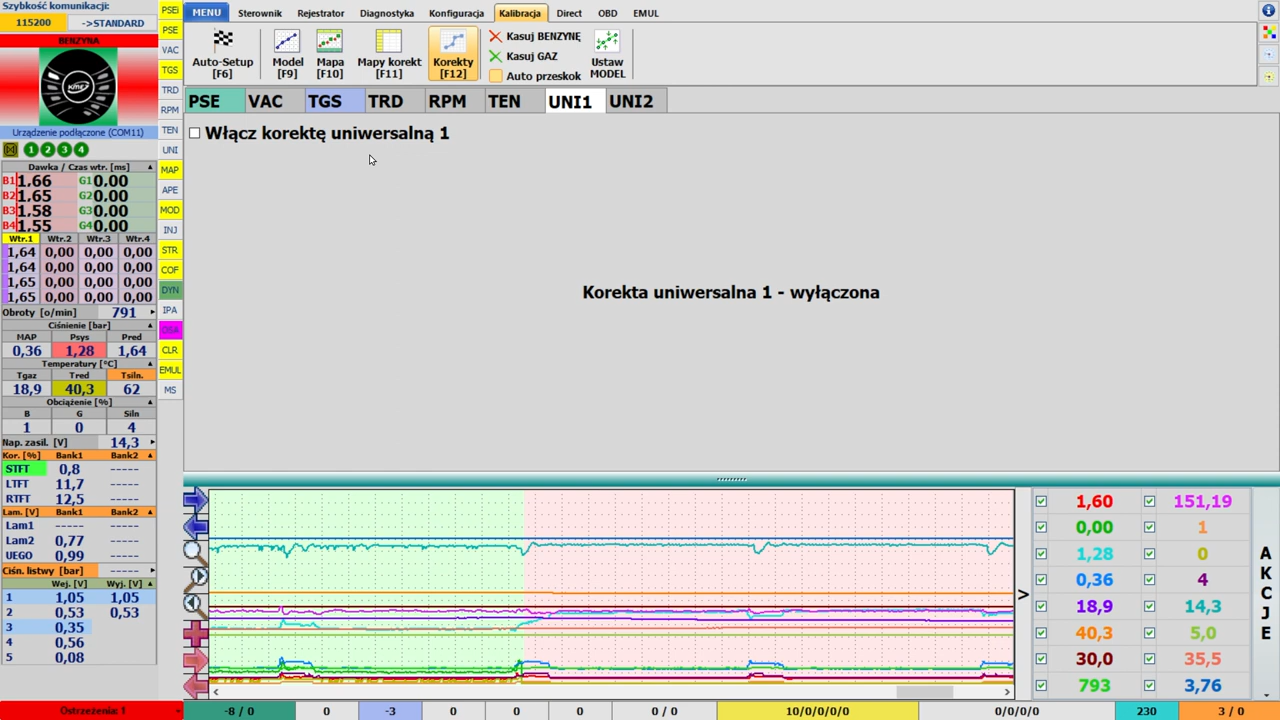 Szybkość komunikacji:
115200 ->STANDARD
BENZYNA
KME
Urządzenie podłączone (COM11)
1 2 3 4
Dawka / Czas wtr. [ms]
B1 1,66 G1 0,00
B2 1,65 G2 0,00
B3 1,58 G3 0,00
B4 1,55 G4 0,00
Wtr.1 Wtr.2 Wtr.3 Wtr.4
1,64 0,00 0,00 0,00
1,64 0,00 0,00 0,00
1,65 0,00 0,00 0,00
1,65 0,00 0,00 0,00
Obroty [o/min] 791
Ciśnienie [bar]
MAP Psys Pred
0,36 1,28 1,64
Temperatury [°C]
Tgaz Tred Tsiln.
18,9 40,3 62
Obciążenie [%]
B G Siln
1 0 4
Nap. zasil. [V] 14,3
Kor. [%] Bank1 Bank2
STFT 0,8 -----
LTFT 11,7 -----
RTFT 12,5 -----
Lam. [V] Bank1 Bank2
Lam1 ----- -----
Lam2 0,77 -----
UEGO 0,99 -----
Ciśn. listwy [bar] -----
Wej. [V] Wyj. [V]
1 1,05 1,05
2 0,53 0,53
3 0,35
4 0,56
5 0,08
Ostrzeżenia: 1
PSEi
PSE
VAC
TGS
TRD
RPM
TEN
UNI
MAP
APE
MOD
INJ
STR
COF
DYN
IPA
OSA
CLR
EMUL
MS
MENU Sterownik Rejestrator Diagnostyka Konfiguracja Kalibracja Direct OBD EMUL
Auto-Setup
[F6]
Model
[F9]
Mapa
[F10]
Mapy korekt
[F11]
Korekty
[F12]
Kasuj BENZYNĘ
Kasuj GAZ
Auto przeskok
Ustaw
MODEL
PSE VAC TGS TRD RPM TEN UNI1 UNI2
Włącz korektę uniwersalną 1
Korekta uniwersalna 1 - wyłączona
1,60 151,19
0,00 1
1,28 0
0,36 4
18,9 14,3
40,3 5,0
30,0 35,5
793 3,76
>
A
K
C
J
E
-8 / 0 0 -3 0 0 0 0 / 0 10/0/0/0/0 0/0/0/0 230 3 / 0